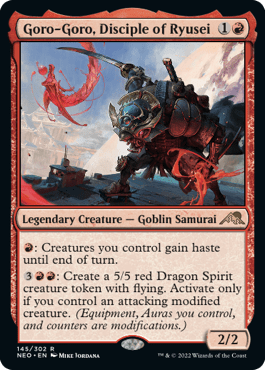 Goro-Goro, Disciple of Ryusei 1
Legendary Creature — Goblin Samurai
: Creatures you control gain haste
until end of turn.
3 : Create a 5/5 red Dragon Spirit
creature token with flying. Activate only
if you control an attacking modified
creature. (Equipment, Auras you control,
and counters are modifications.)
2/2
145/302 R
NEO • EN Mike Jordana
™ & © 2022 Wizards of the Coast